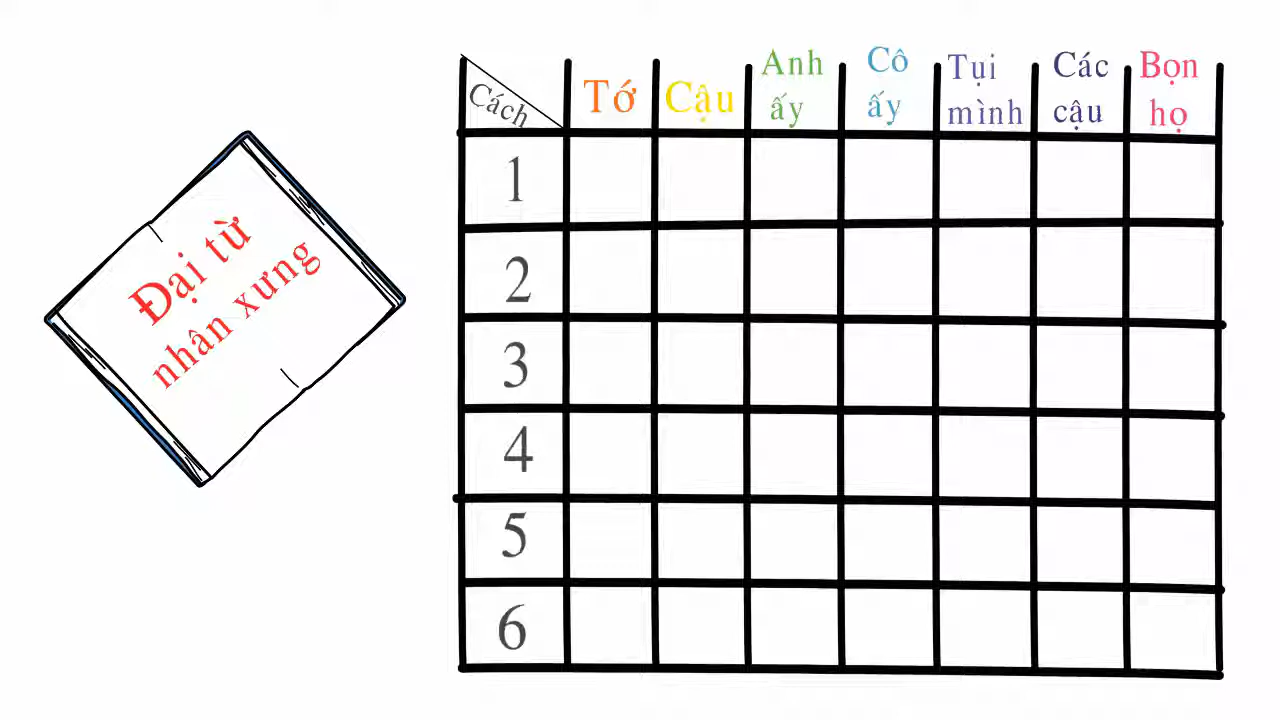 Đại từ
nhân xưng
Cách
Tớ
Cậu
Anh
ấy
Cô
ấy
Tụi
mình
Các
cậu
Bọn
họ
1
2
3
4
5
6